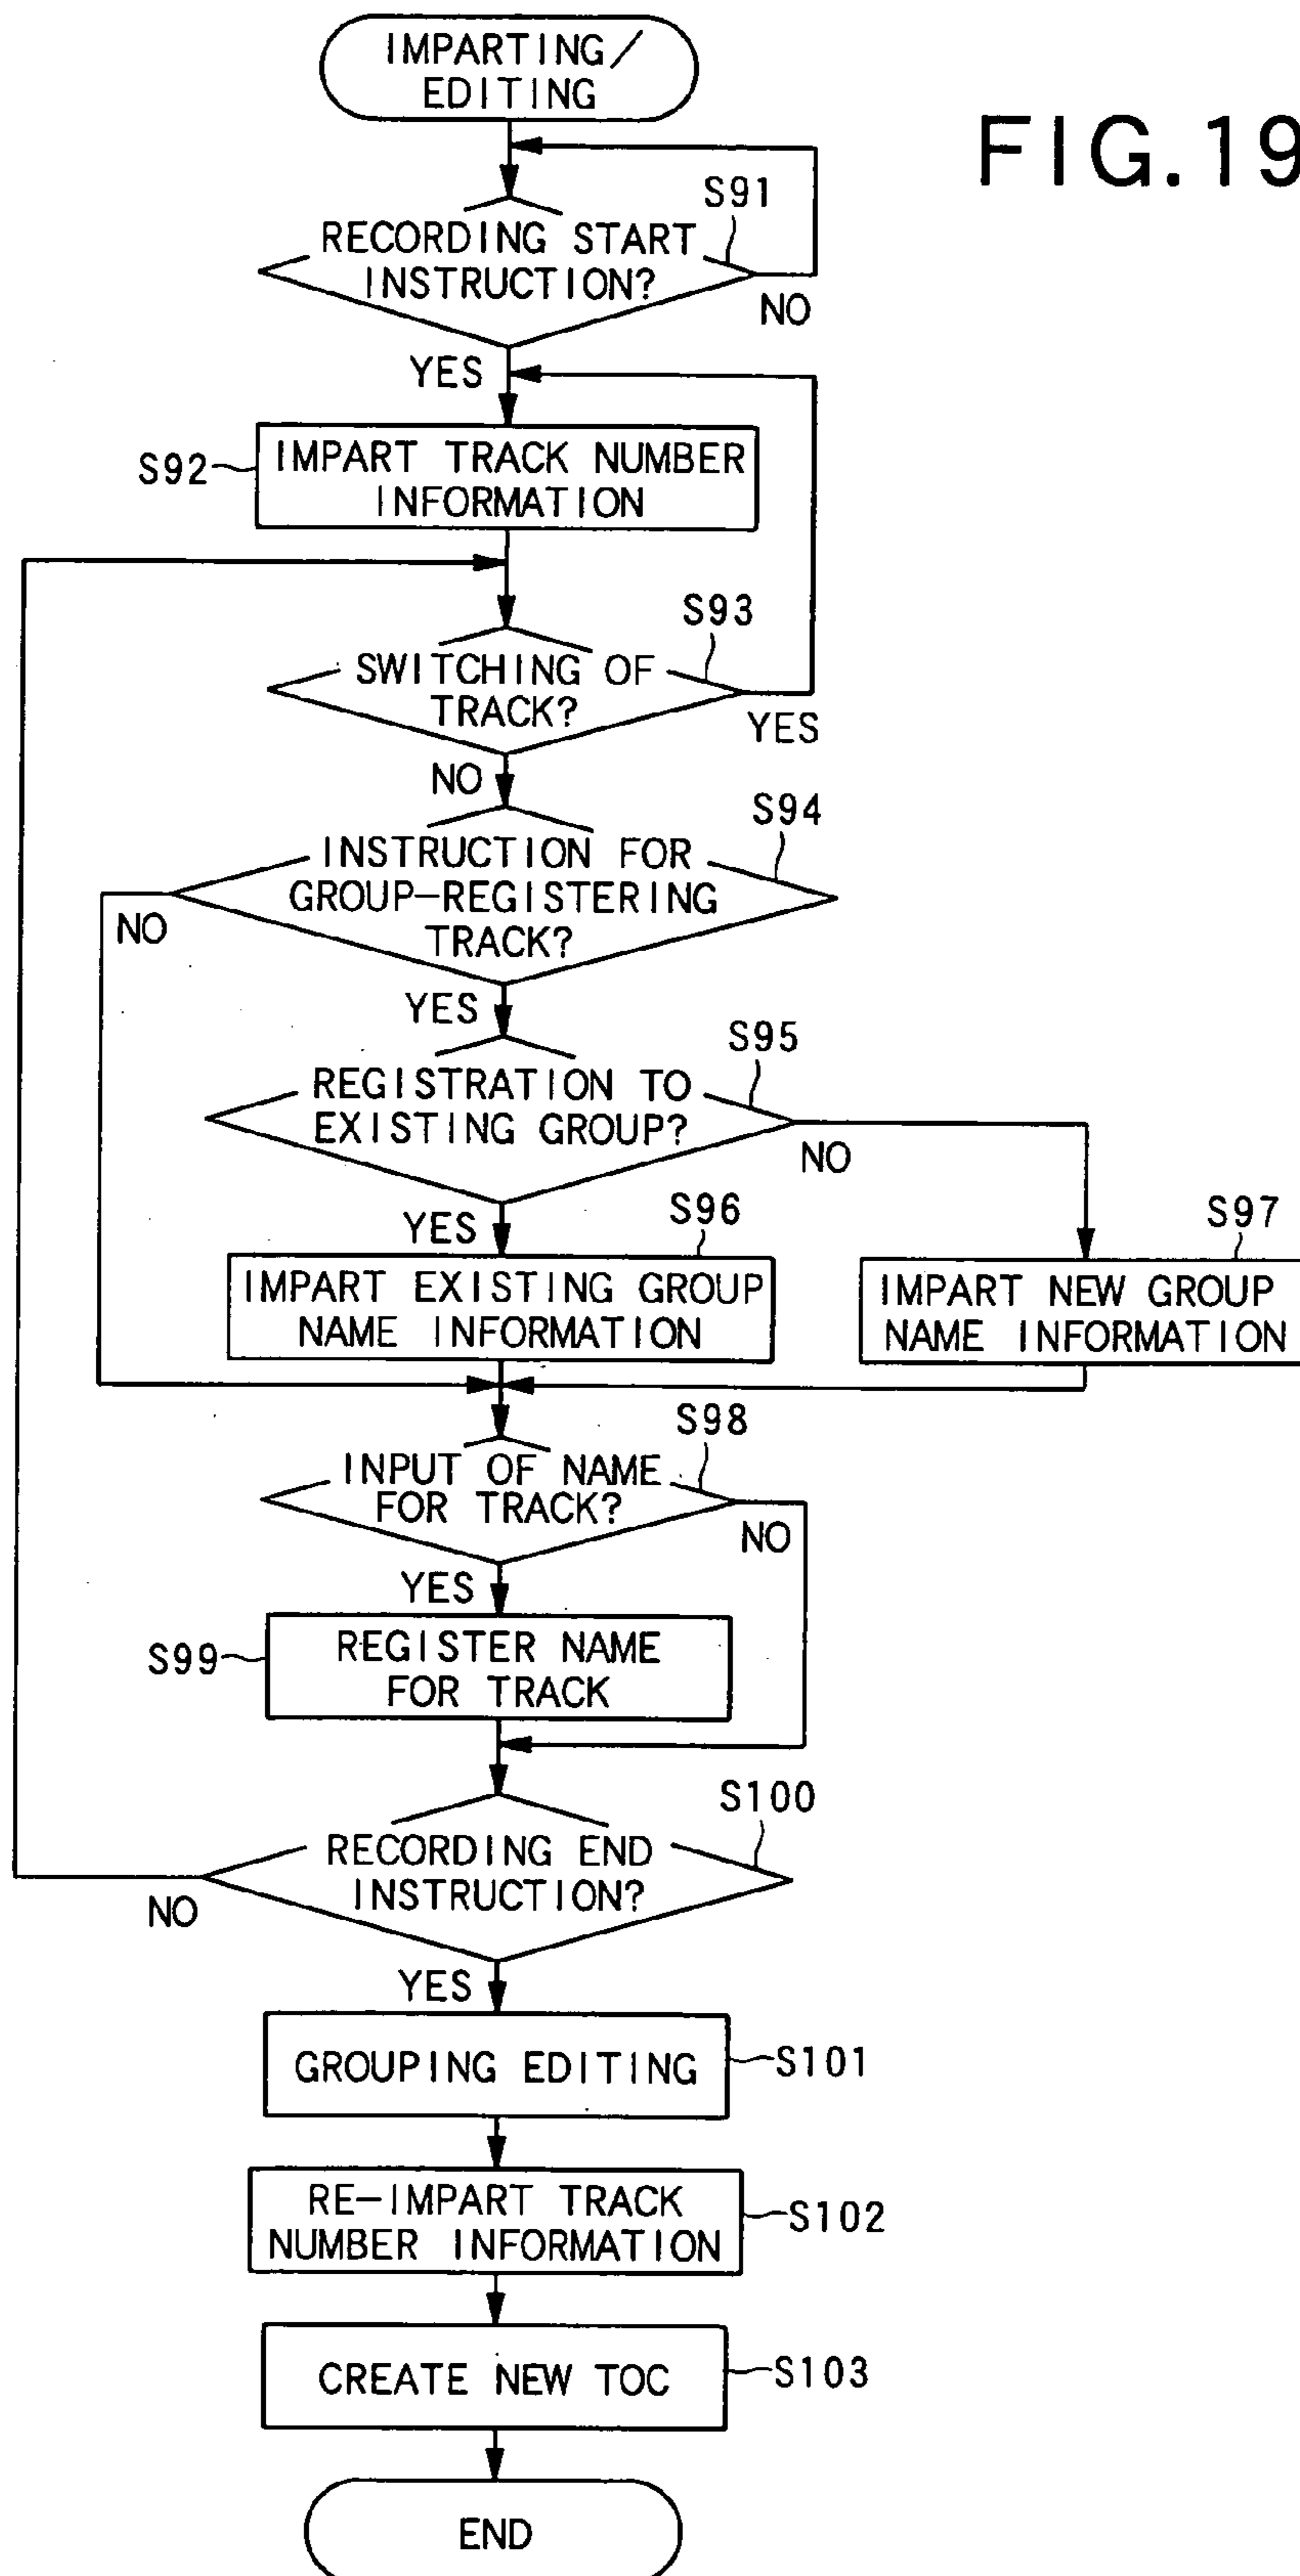 IMPARTING/
EDITING
FIG.19
S91
RECORDING START
INSTRUCTION?
NO
YES
S92
IMPART TRACK NUMBER
INFORMATION
S93
SWITCHING OF
TRACK?
YES
NO
S94
INSTRUCTION FOR
GROUP-REGISTERING
TRACK?
NO
YES
S95
REGISTRATION TO
EXISTING GROUP?
NO
YES
S96
S97
IMPART EXISTING GROUP
NAME INFORMATION
IMPART NEW GROUP
NAME INFORMATION
S98
INPUT OF NAME
FOR TRACK?
NO
YES
S99
REGISTER NAME
FOR TRACK
S100
RECORDING END
INSTRUCTION?
NO
YES
GROUPING EDITING
S101
RE-IMPART TRACK
NUMBER INFORMATION
S102
CREATE NEW TOC
S103
END